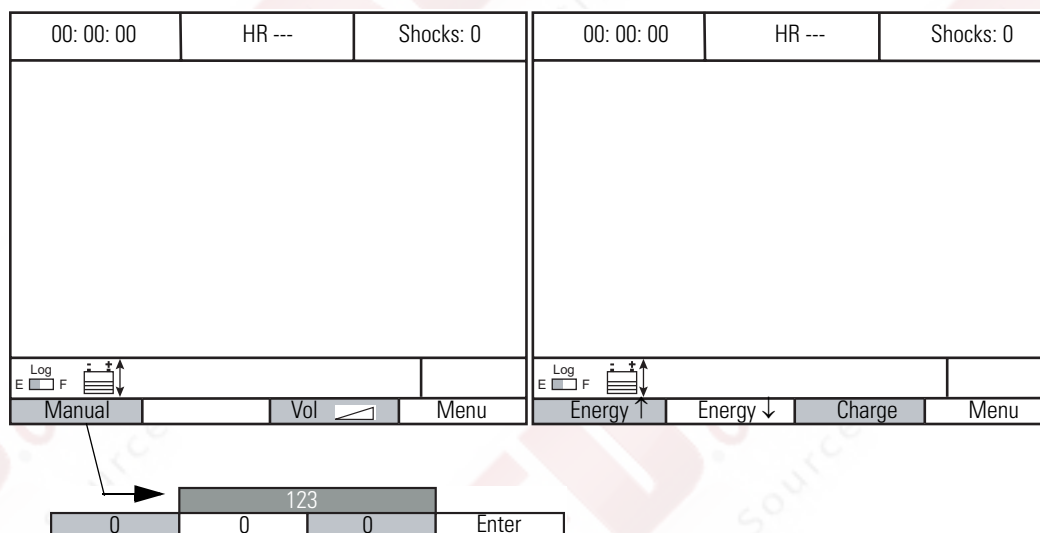 00: 00: 00 HR --- Shocks: 0
Log
E F
- +
Manual Vol Menu
00: 00: 00 HR --- Shocks: 0
Log
E F
- +
Energy ↑ Energy ↓ Charge Menu
123
0 0 0 Enter